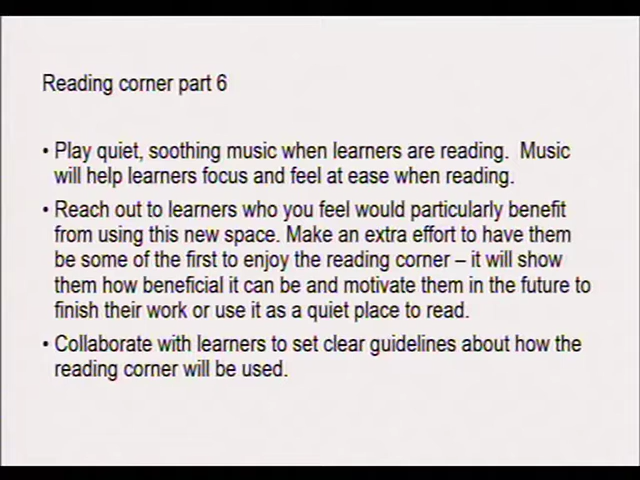 Reading corner part 6
• Play quiet, soothing music when learners are reading.  Music
will help learners focus and feel at ease when reading.
• Reach out to learners who you feel would particularly benefit
from using this new space. Make an extra effort to have them
be some of the first to enjoy the reading corner – it will show
them how beneficial it can be and motivate them in the future to
finish their work or use it as a quiet place to read.
• Collaborate with learners to set clear guidelines about how the
reading corner will be used.